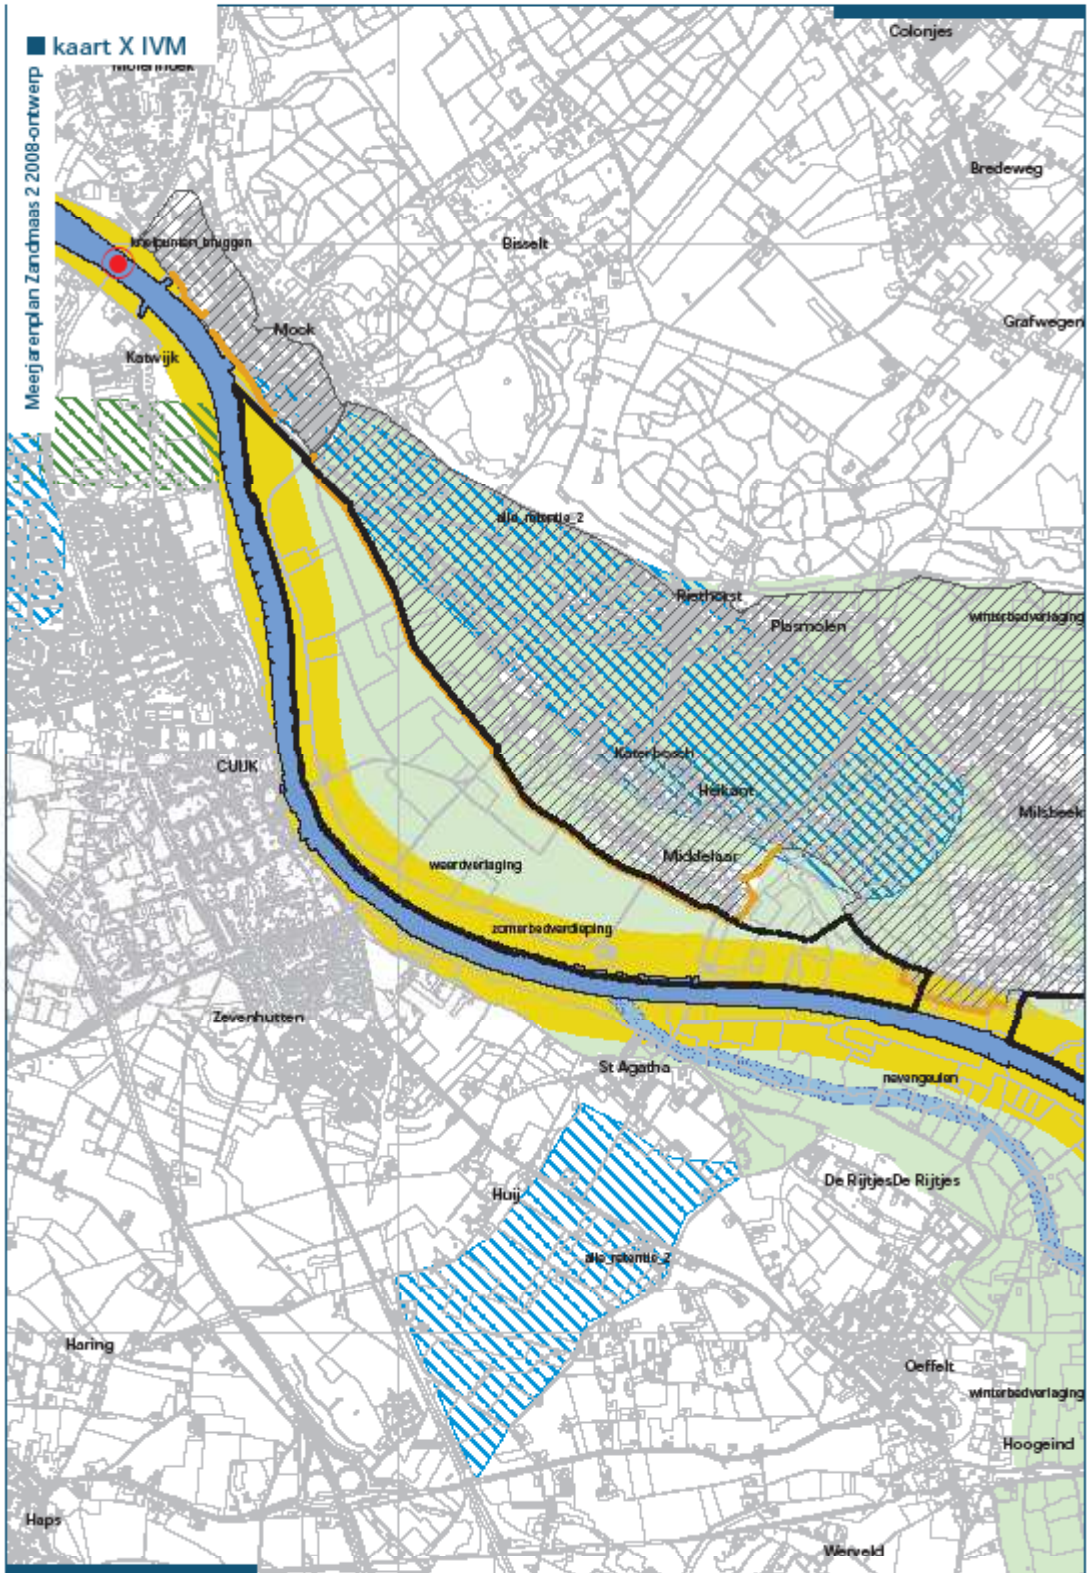 kaart X IVM
Meerjarenplan Zandmaas 2 2008-ontwerp
Molenhoek
Colonjes
Bredeweg
knelpunten_bruggen
Bisselt
Grafwegen
Mook
Katwijk
alle_retentie_2
Riethorst
Plasmolen
winterbedverlaging
Katerbosch
CUIJK
Heikant
Milsbeek
Middelaar
weerdverlaging
zomerbedverdieping
Zevenhutten
St Agatha
nevengeulen
De RijtjesDe Rijtjes
Huij
alle_retentie_2
Haring
Oeffelt
winterbedverlaging
Hoogeind
Haps
Werveld